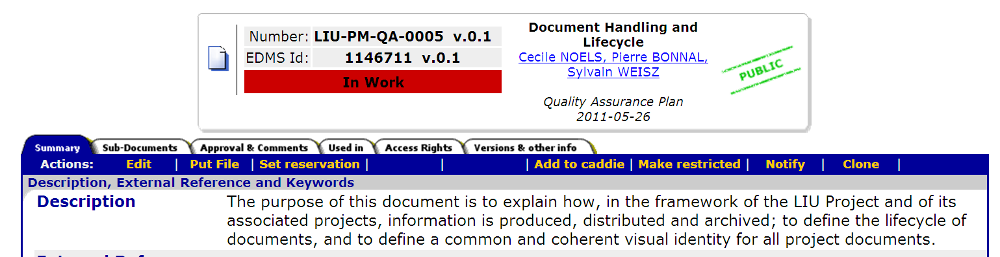 Number: LIU-PM-QA-0005 v.0.1
EDMS Id: 1146711 v.0.1
In Work
Document Handling and
Lifecycle
Cecile NOELS, Pierre BONNAL,
Sylvain WEISZ
Quality Assurance Plan
2011-05-26
PUBLIC
Summary Sub-Documents Approval & Comments Used in Access Rights Versions & other info
Actions: Edit | Put File | Set reservation | | | Add to caddie | Make restricted | Notify | Clone |
Description, External Reference and Keywords
Description The purpose of this document is to explain how, in the framework of the LIU Project and of its
associated projects, information is produced, distributed and archived; to define the lifecycle of
documents, and to define a common and coherent visual identity for all project documents.